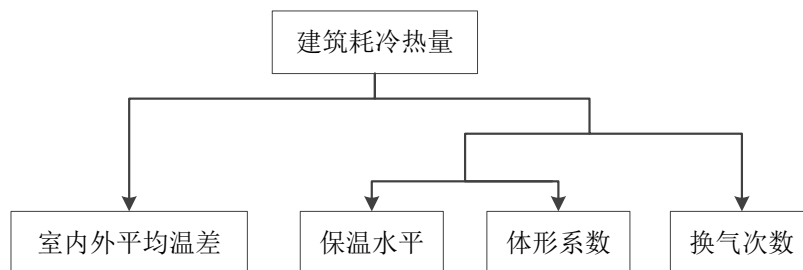 建筑耗冷热量
室内外平均温差
保温水平
体形系数
换气次数